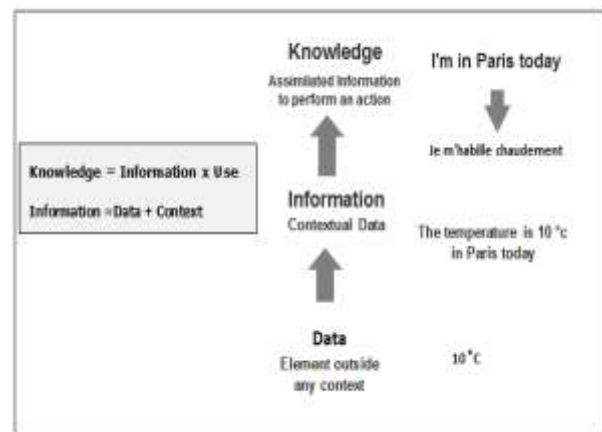 Knowledge
Assimilated Information
to perform an action
I'm in Paris today
Je m'habille chaudement
Knowledge = Information x Use
Information =Data + Context
Information
Contextual Data
The temperature is 10 °c
in Paris today
Data
Element outside
any context
10°C